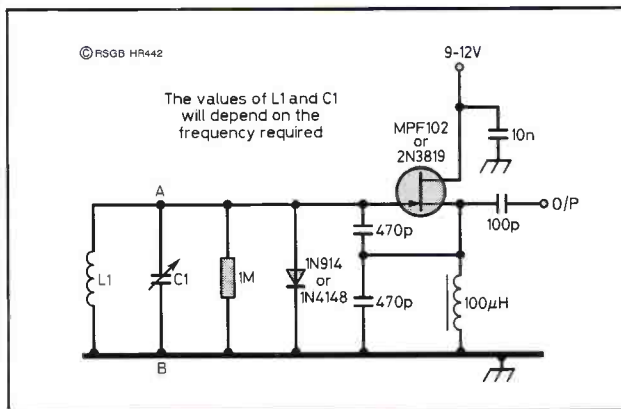 © RSGB HR442
9-12V
The values of L1 and C1
will depend on the
frequency required
MPF102
or
2N3819
10n
A
O/P
100p
470p
L1
C1
1M
1N914
or
1N4148
470p
100µH
B